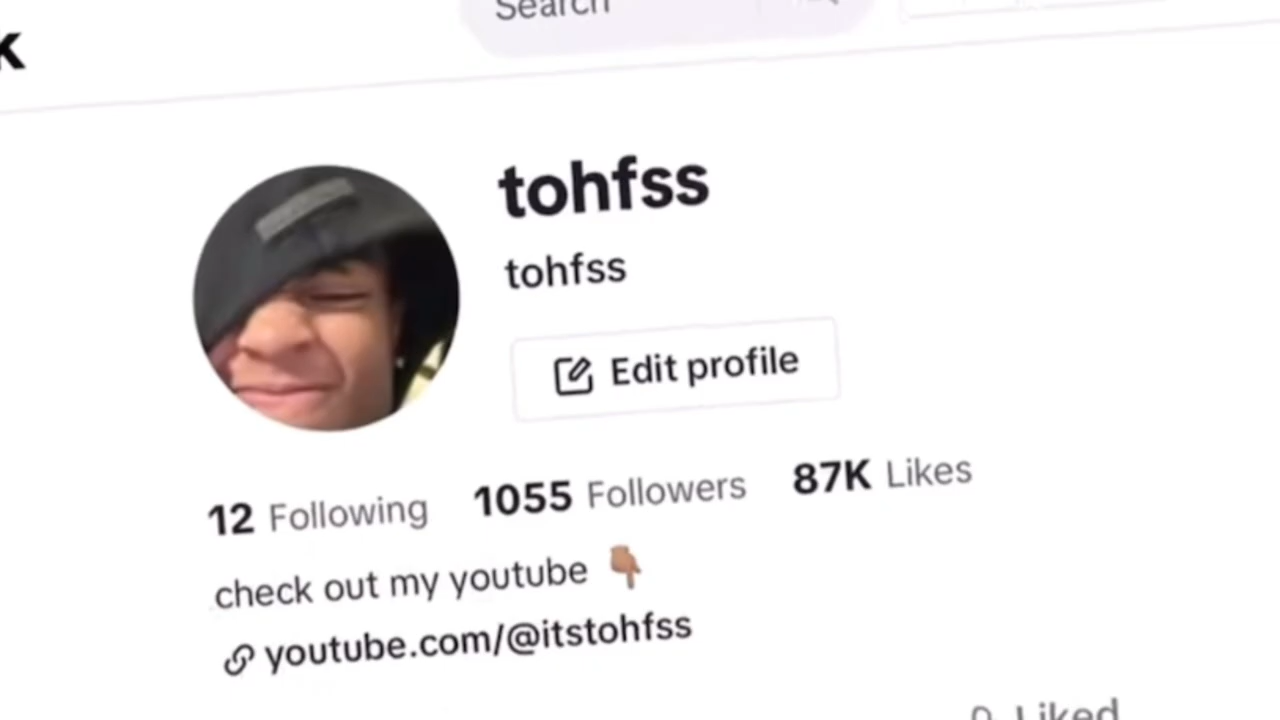 k
Search
tohfss
tohfss
Edit profile
12 Following 1055 Followers 87K Likes
check out my youtube 👇🏽
youtube.com/@itstohfss
Liked